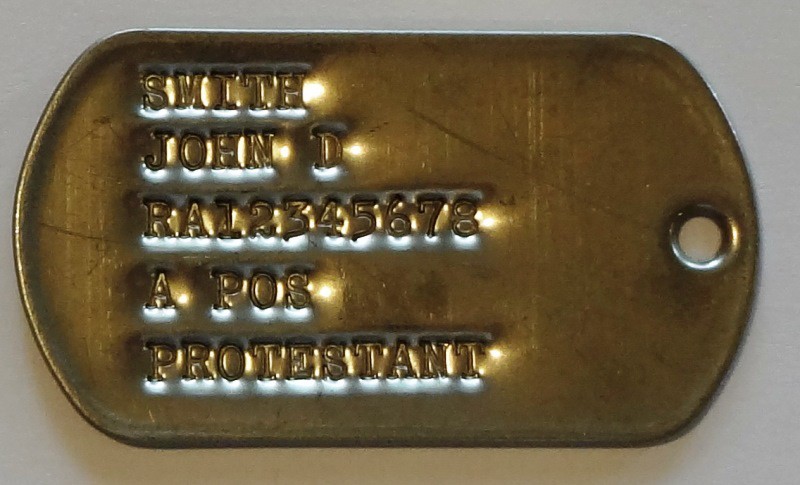 SMITH
JOHN D
RA12345678
A POS
PROTESTANT